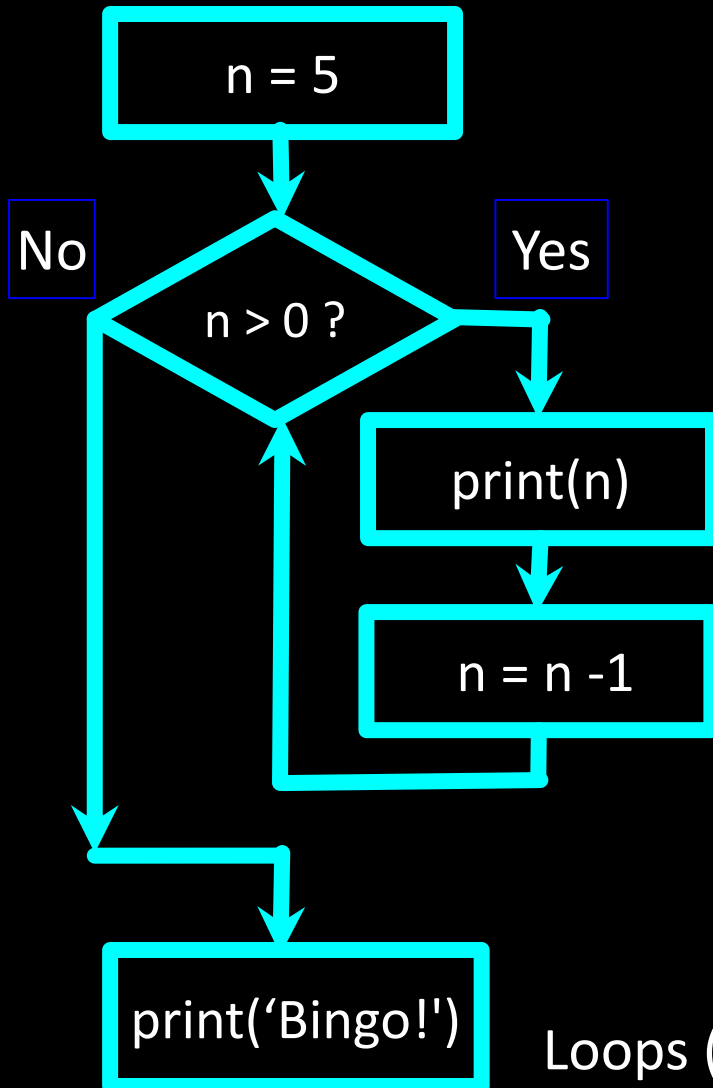 n = 5
No
Yes
n > 0 ?
print(n)
n = n -1
print(‘Bingo!')
Loops (